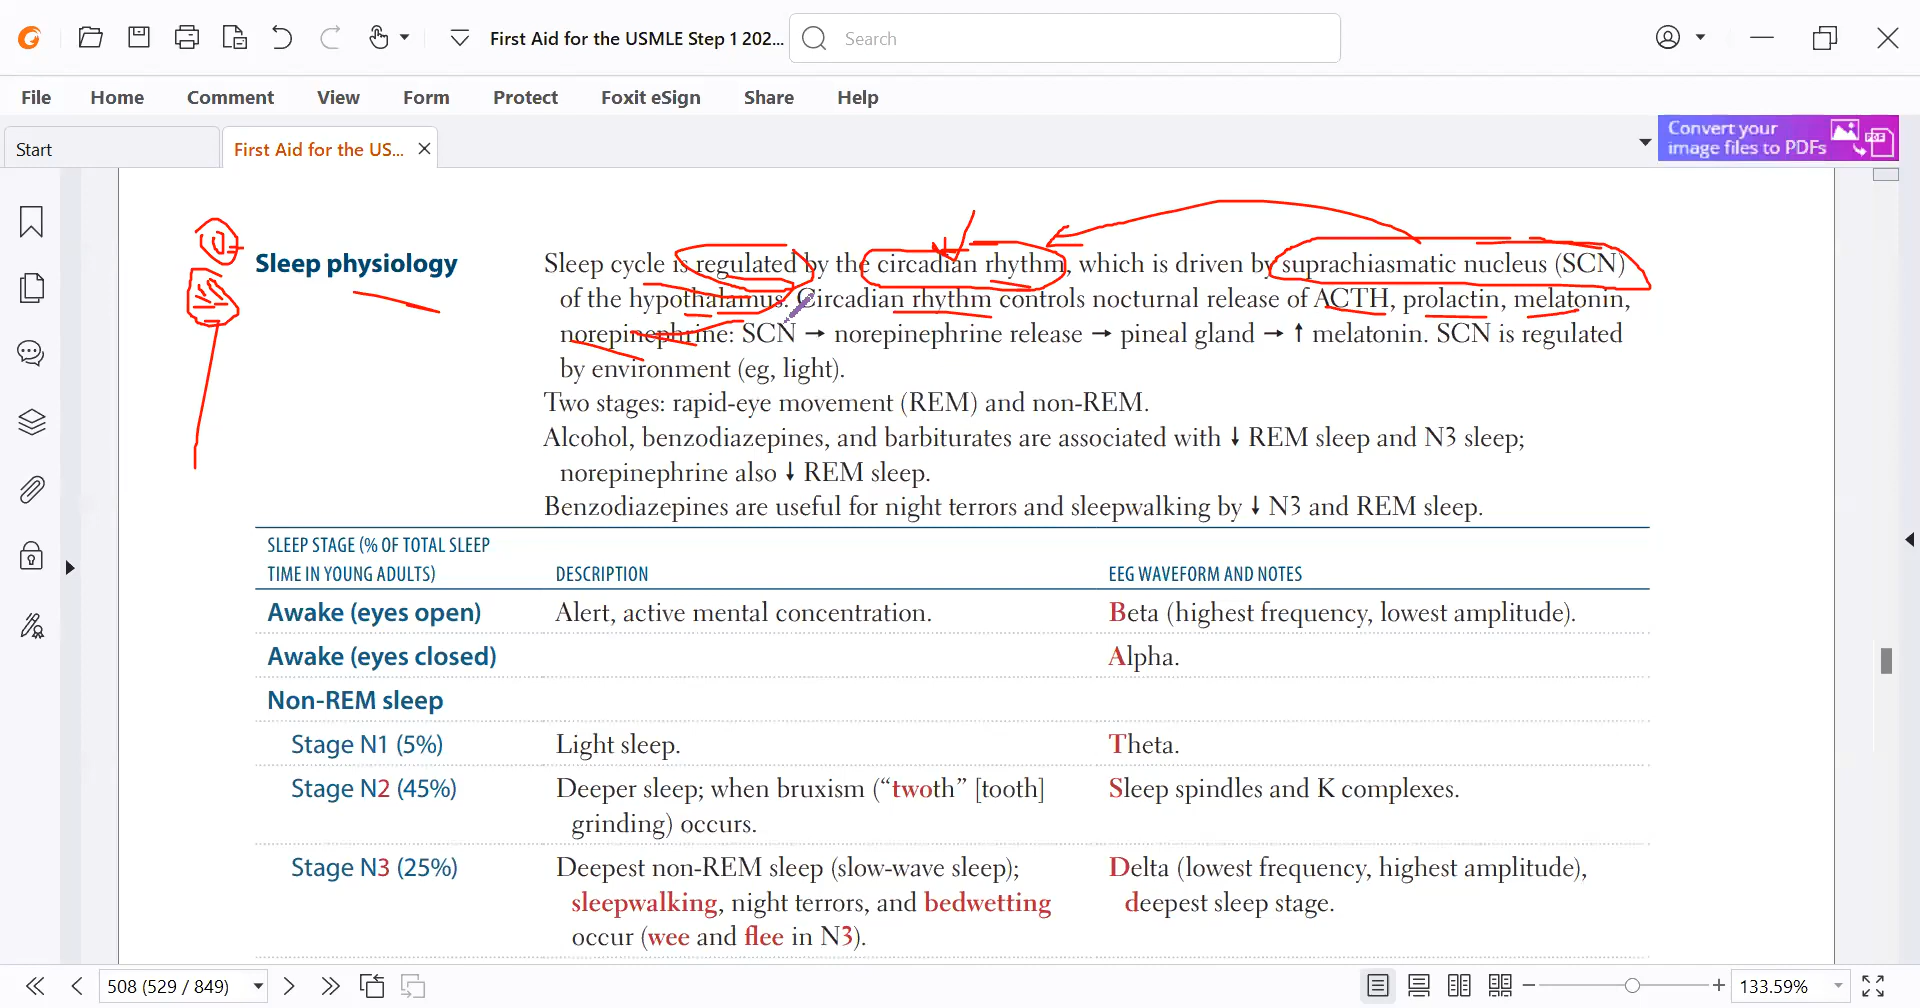 First Aid for the USMLE Step 1 202...
Search
File Home Comment View Form Protect Foxit eSign Share Help
Start
First Aid for the US...
Convert your
image files to PDFs
PDF
Sleep physiology
Sleep cycle is regulated by the circadian rhythm, which is driven by suprachiasmatic nucleus (SCN)
of the hypothalamus. Circadian rhythm controls nocturnal release of ACTH, prolactin, melatonin,
norepinephrine: SCN → norepinephrine release → pineal gland → ↑ melatonin. SCN is regulated
by environment (eg, light).
Two stages: rapid-eye movement (REM) and non-REM.
Alcohol, benzodiazepines, and barbiturates are associated with ↓ REM sleep and N3 sleep;
norepinephrine also ↓ REM sleep.
Benzodiazepines are useful for night terrors and sleepwalking by ↓ N3 and REM sleep.
SLEEP STAGE (% OF TOTAL SLEEP
TIME IN YOUNG ADULTS) DESCRIPTION EEG WAVEFORM AND NOTES
Awake (eyes open) Alert, active mental concentration. Beta (highest frequency, lowest amplitude).
Awake (eyes closed) Alpha.
Non-REM sleep
Stage N1 (5%) Light sleep. Theta.
Stage N2 (45%) Deeper sleep; when bruxism (“twoth” [tooth] Sleep spindles and K complexes.
grinding) occurs.
Stage N3 (25%) Deepest non-REM sleep (slow-wave sleep); Delta (lowest frequency, highest amplitude),
sleepwalking, night terrors, and bedwetting deepest sleep stage.
occur (wee and flee in N3).
508 (529 / 849)
133.59%